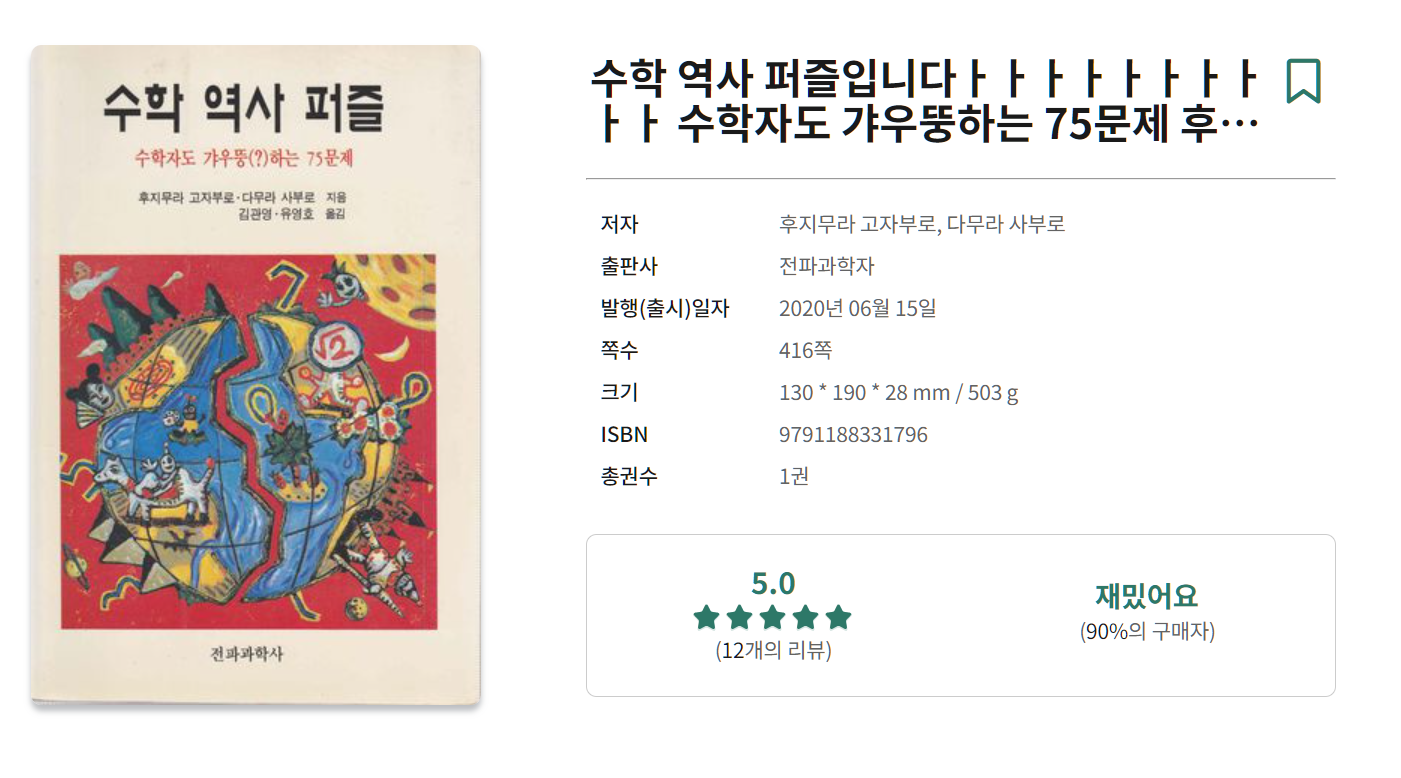 수학 역사 퍼즐
수학자도 갸우뚱(?)하는 75문제
후지무라 고자부로·다무라 사부로 지음
김관영·유영호 옮김
7
√2
전파과학사
수학 역사 퍼즐입니다ㅏㅏㅏㅏㅏㅏㅏㅏ
ㅏㅏ 수학자도 갸우뚱하는 75문제 후…
저자 후지무라 고자부로, 다무라 사부로
출판사 전파과학자
발행(출시)일자 2020년 06월 15일
쪽수 416쪽
크기 130 * 190 * 28 mm / 503 g
ISBN 9791188331796
총권수 1권
5.0
(12개의 리뷰)
재밌어요
(90%의 구매자)